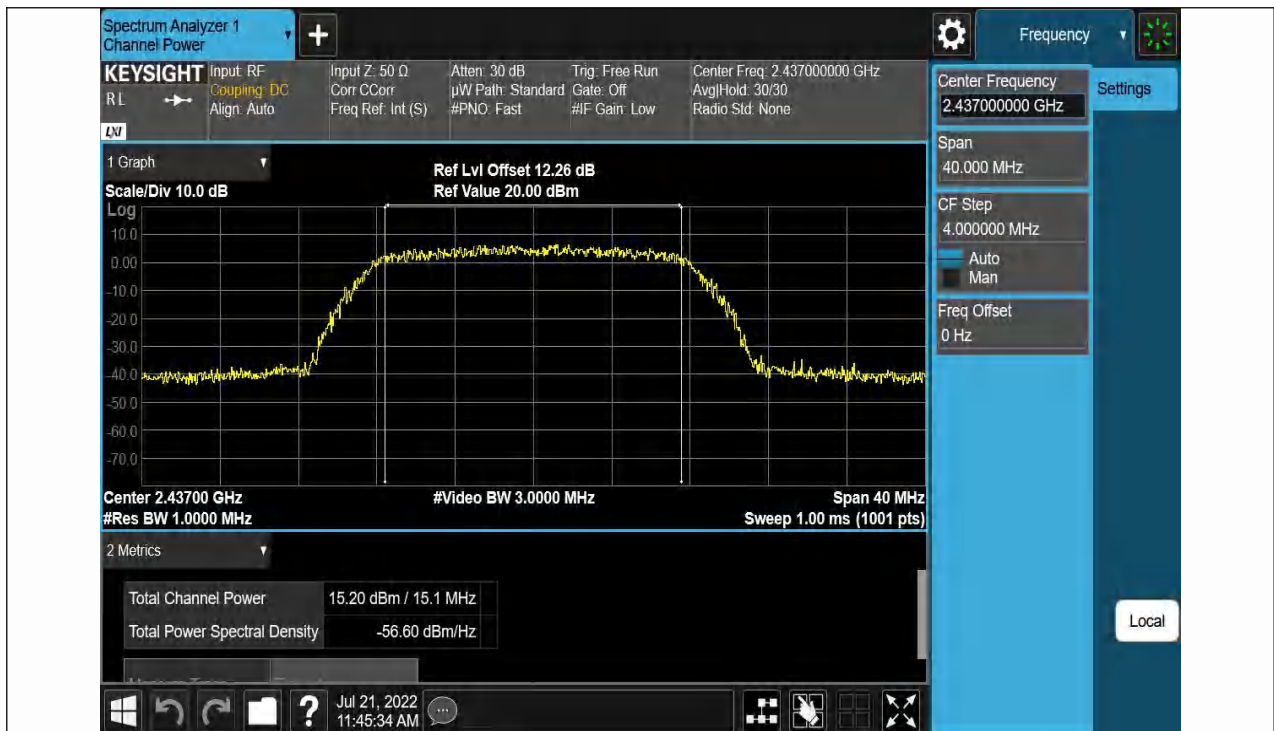 Spectrum Analyzer 1
Channel Power
Frequency
KEYSIGHT
R L
LXI
Input: RF
Coupling: DC
Align: Auto
Input Z: 50 Ω
Corr CCorr
Freq Ref: Int (S)
Atten: 30 dB
µW Path: Standard
#PNO: Fast
Trig: Free Run
Gate: Off
#IF Gain: Low
Center Freq: 2.437000000 GHz
Avg|Hold: 30/30
Radio Std: None
Center Frequency
2.437000000 GHz
Settings
Span
40.000 MHz
CF Step
4.000000 MHz
Auto
Man
Freq Offset
0 Hz
1 Graph
Scale/Div 10.0 dB
Ref Lvl Offset 12.26 dB
Ref Value 20.00 dBm
Log
10.0
0.00
-10.0
-20.0
-30.0
-40.0
-50.0
-60.0
-70.0
Center 2.43700 GHz
#Res BW 1.0000 MHz
#Video BW 3.0000 MHz
Span 40 MHz
Sweep 1.00 ms (1001 pts)
2 Metrics
Total Channel Power 15.20 dBm / 15.1 MHz
Total Power Spectral Density -56.60 dBm/Hz
Local
Jul 21, 2022
11:45:34 AM